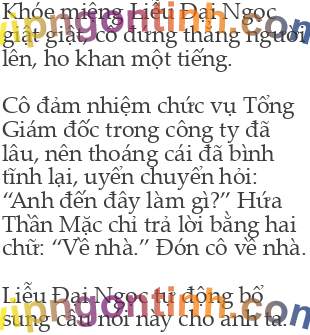 Khóe miệng Liễu Đại Ngọc
giật giật, cô đứng thẳng người
lên, ho khan một tiếng.
Cô đảm nhiệm chức vụ Tổng
Giám đốc trong công ty đã
lâu, nên thoáng cái đã bình
tĩnh lại, uyển chuyển hỏi:
“Anh đến đây làm gì?” Hứa
Thần Mặc chỉ trả lời bằng hai
chữ: “Về nhà.” Đón cô về nhà.
Liễu Đại Ngọc tự động bổ
sung câu nói này cho anh ta.
vipngontinh.com
vipngontinh.com